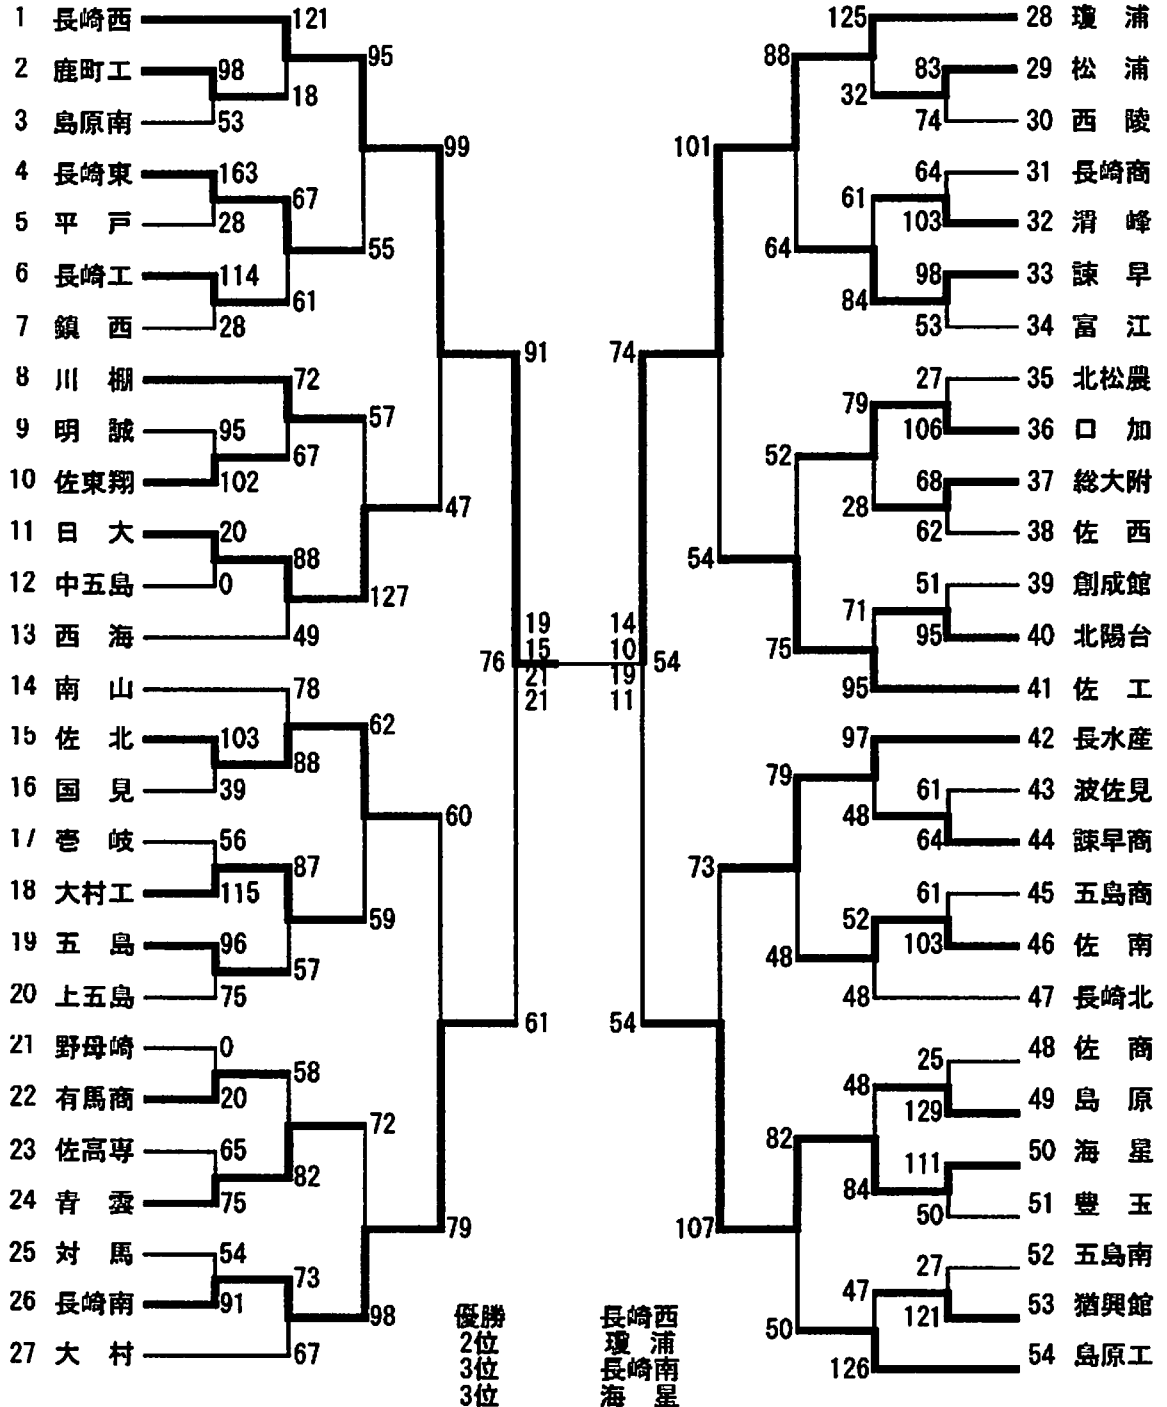 1 長崎西 121 125 28 瓊 浦
95 88
2 鹿町工 98 83 29 松 浦
18 32
3 島原南 53 74 30 西 陵
99 101
4 長崎東 163 64 31 長崎商
67 61
5 平 戸 28 103 32 滑 峰
55 64
6 長崎工 114 98 33 諫 早
61 84
7 鎮 西 28 53 34 富 江
91 74
8 川 棚 72 27 35 北松農
57 79
9 明 誠 95 106 36 口 加
67 52
10 佐東翔 102 68 37 総大附
47 28
11 日 大 20 62 38 佐 西
88 54
12 中五島 0 51 39 創成館
127 71
13 西 海 49 95 40 北陽台
19 14
15 10
76 54 75
21 19
21 11
14 南 山 78 95 41 佐 工
62
15 佐 北 103 97 42 長水産
88 79
16 国 見 39 61 43 波佐見
60 48
17 壱 岐 56 64 44 諫早商
87 73
18 大村工 115 61 45 五島商
59 52
19 五 島 96 103 46 佐 南
57 48
20 上五島 75 48 47 長崎北
61 54
21 野母崎 0 25 48 佐 商
58 48
22 有馬商 20 129 49 島 原
72 82
23 佐高専 65 111 50 海 星
82 84
24 青 雲 75 50 51 豊 玉
79 107
25 対 馬 54 27 52 五島南
73 47
26 長崎南 91 121 53 猶興館
98 50
27 大 村 67 126 54 島原工
優勝 長崎西
2位 瓊 浦
3位 長崎南
3位 海 星